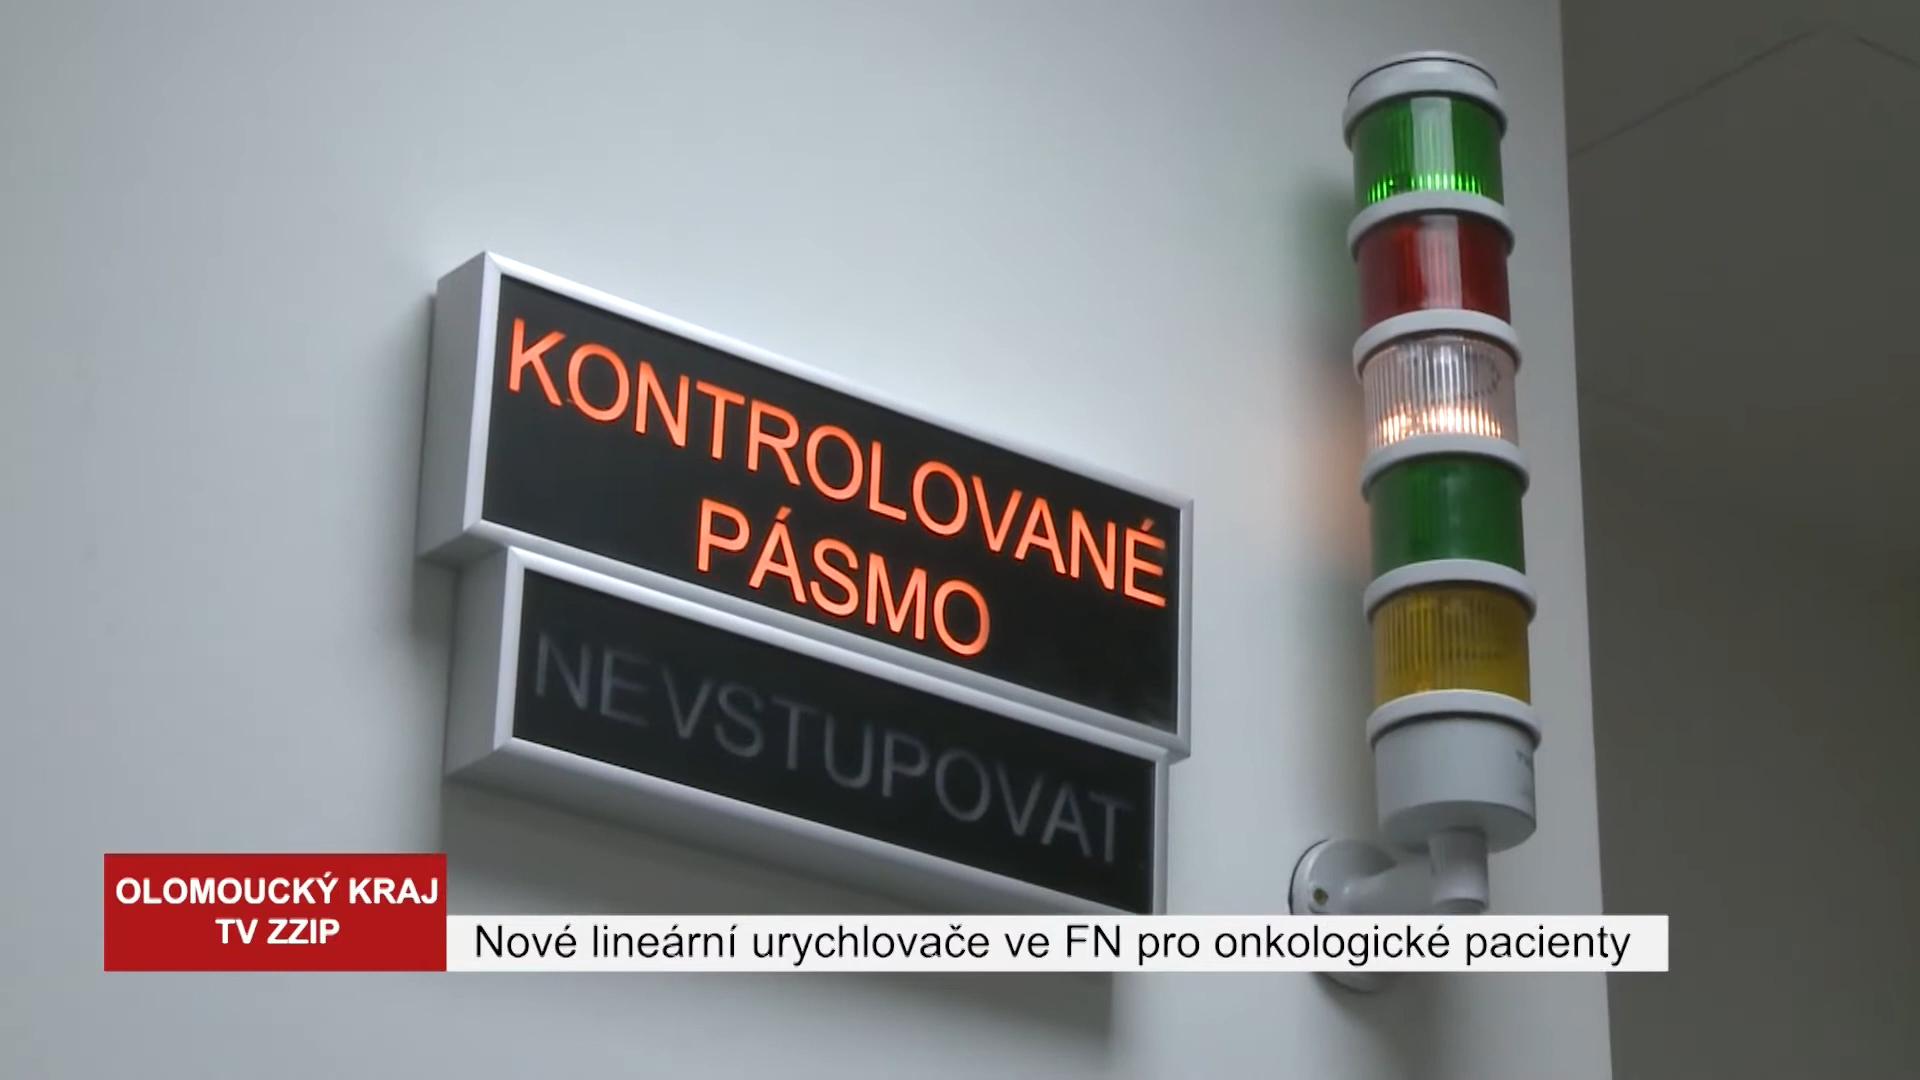 KONTROLOVANÉ
PÁSMO
NEVSTUPOVAT
OLOMOUCKÝ KRAJ
TV ZZIP
Nové lineární urychlovače ve FN pro onkologické pacienty